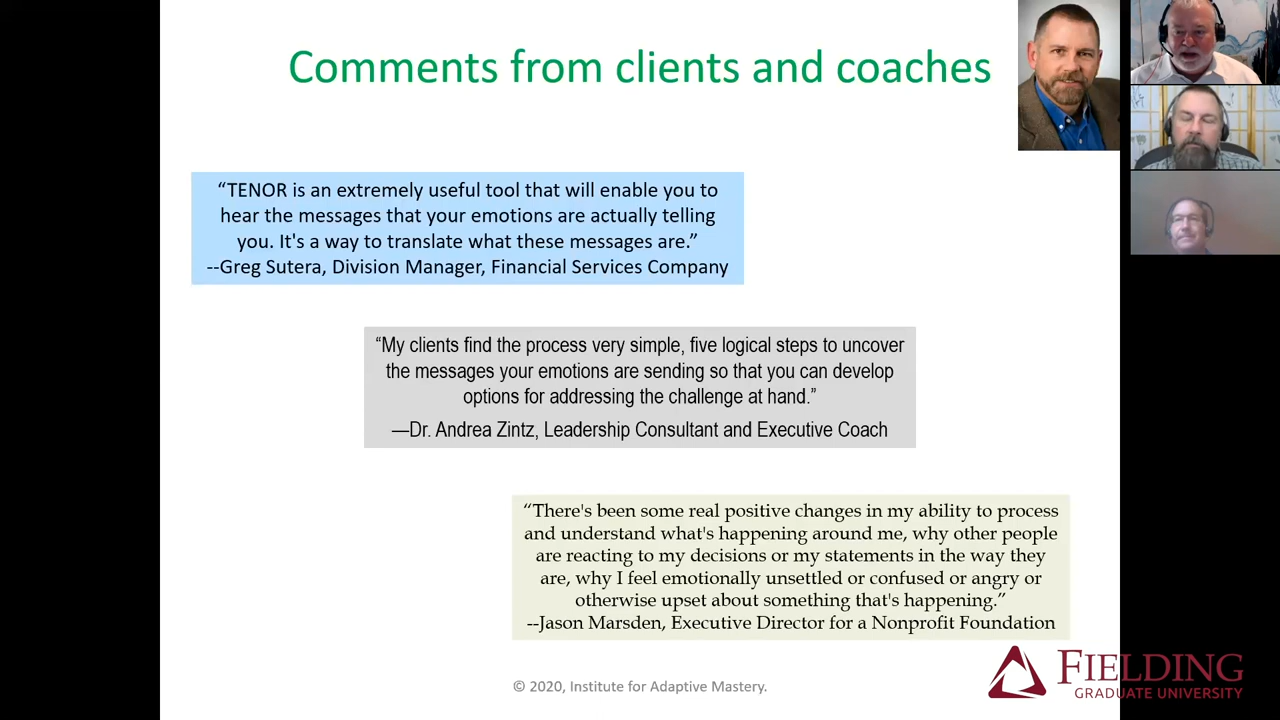 Comments from clients and coaches
“TENOR is an extremely useful tool that will enable you to
hear the messages that your emotions are actually telling
you. It's a way to translate what these messages are.”
--Greg Sutera, Division Manager, Financial Services Company
“My clients find the process very simple, five logical steps to uncover
the messages your emotions are sending so that you can develop
options for addressing the challenge at hand.”
—Dr. Andrea Zintz, Leadership Consultant and Executive Coach
“There's been some real positive changes in my ability to process
and understand what's happening around me, why other people
are reacting to my decisions or my statements in the way they
are, why I feel emotionally unsettled or confused or angry or
otherwise upset about something that's happening.”
--Jason Marsden, Executive Director for a Nonprofit Foundation
© 2020, Institute for Adaptive Mastery.
FIELDING
GRADUATE UNIVERSITY